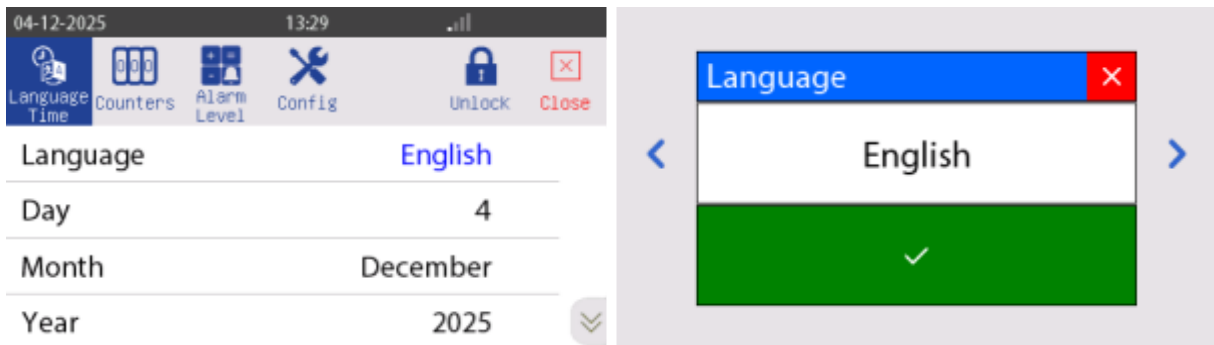 04-12-2025 13:29
Language Time Counters Alarm Level Config Unlock Close
Language English
Day 4
Month December
Year 2025
Language
English